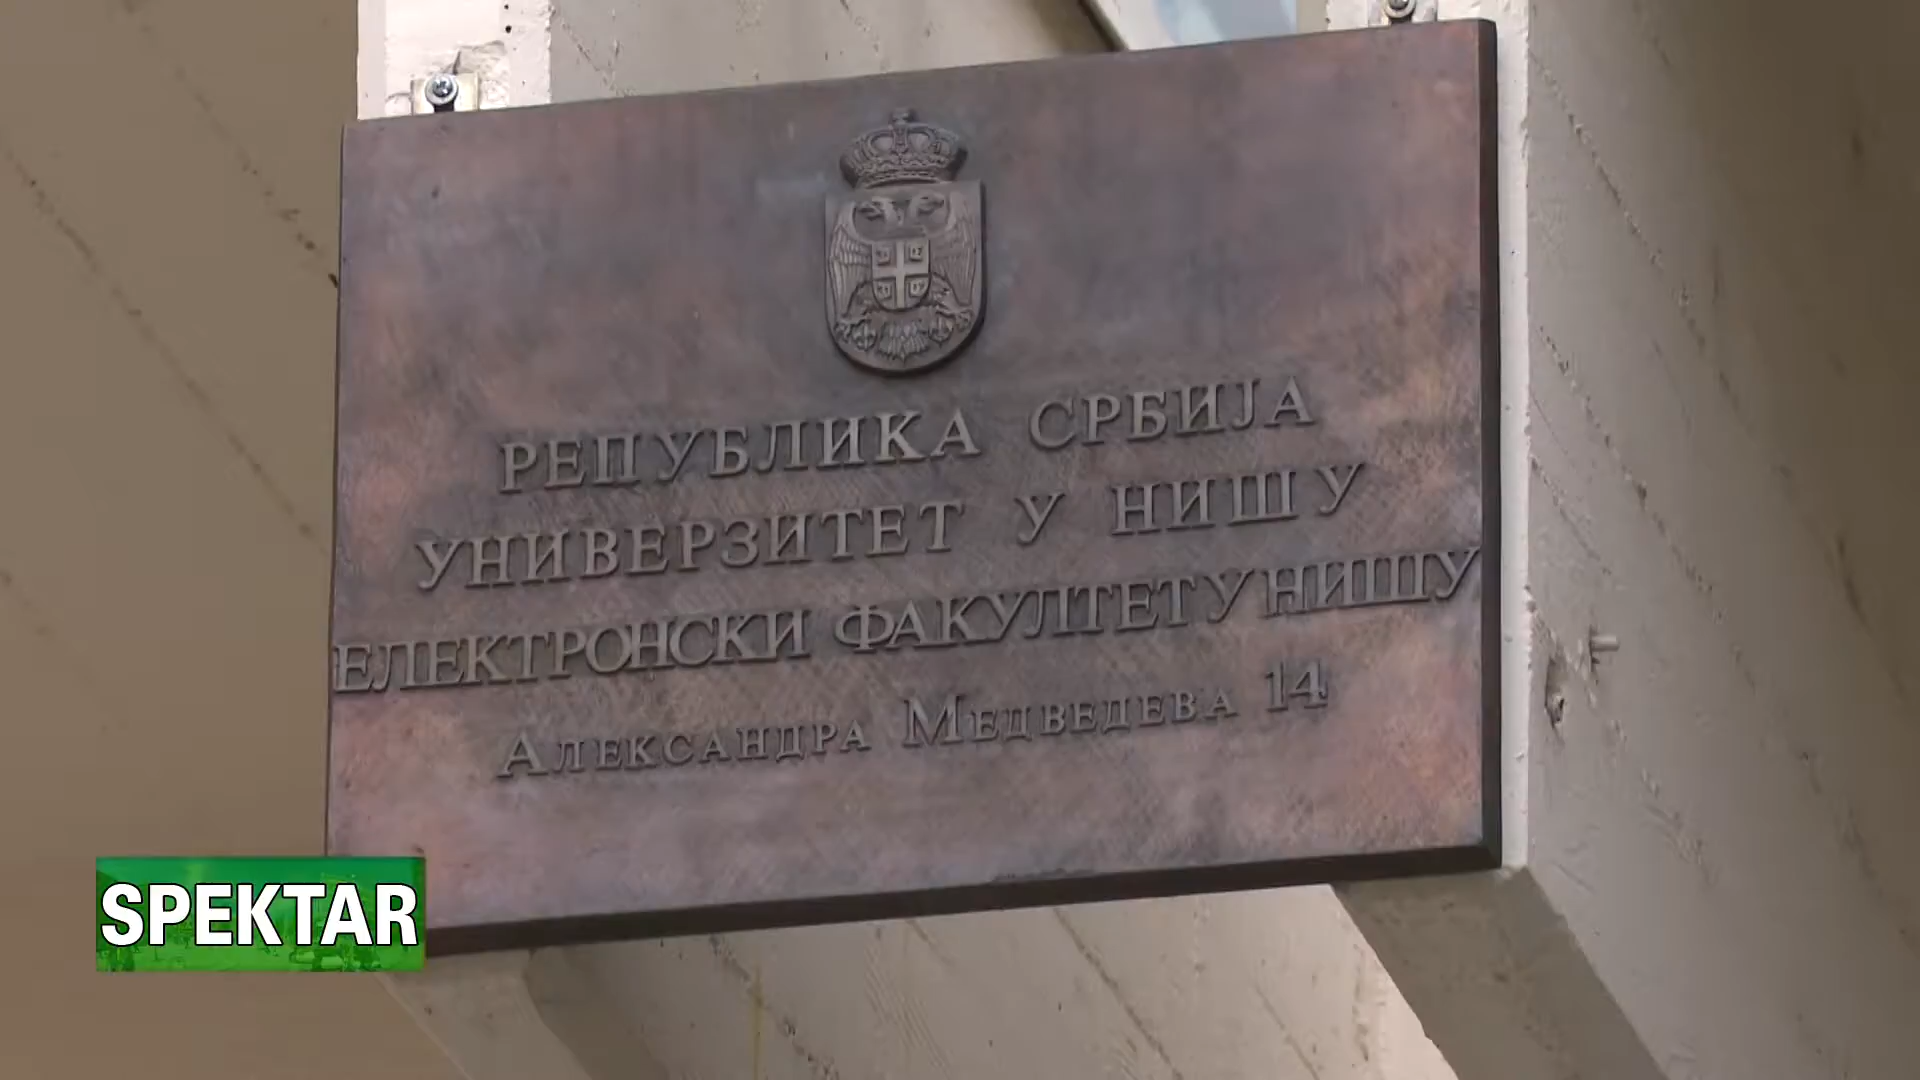 РЕПУБЛИКА СРБИЈА
УНИВЕРЗИТЕТ У НИШУ
ЕЛЕКТРОНСКИ ФАКУЛТЕТ У НИШУ
АЛЕКСАНДРА МЕДВЕДЕВА 14
SPEKTAR